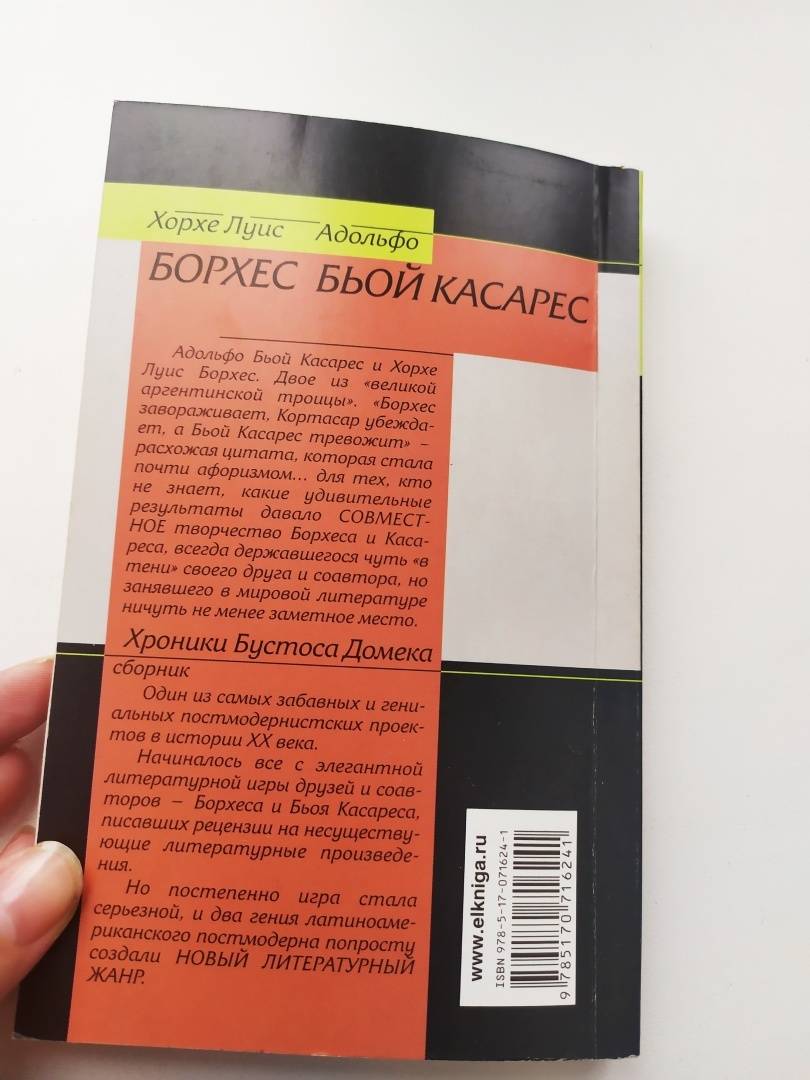 Хорхе Луис Адольфо
БОРХЕС БЬОЙ КАСАРЕС
Адольфо Бьой Касарес и Хорхе
Луис Борхес. Двое из «великой
аргентинской троицы». «Борхес
завораживает, Кортасар убежда-
ет, а Бьой Касарес тревожит» –
расхожая цитата, которая стала
почти афоризмом... для тех, кто
не знает, какие удивительные
результаты давало СОВМЕСТ-
НОЕ творчество Борхеса и Каса-
реса, всегда державшегося чуть «в
тени» своего друга и соавтора, но
занявшего в мировой литературе
ничуть не менее заметное место.
Хроники Бустоса Домека
сборник
Один из самых забавных и гени-
альных постмодернистских проек-
тов в истории XX века.
Начиналось все с элегантной
литературной игры друзей и соав-
торов – Борхеса и Бьоя Касареса,
писавших рецензии на несуществу-
ющие литературные произведе-
ния.
Но постепенно игра стала
серьезной, и два гения латиноаме-
риканского постмодерна попросту
создали НОВЫЙ ЛИТЕРАТУРНЫЙ
ЖАНР.
www.elkniga.ru
ISBN 978-5-17-071624-1
9 785170 716241